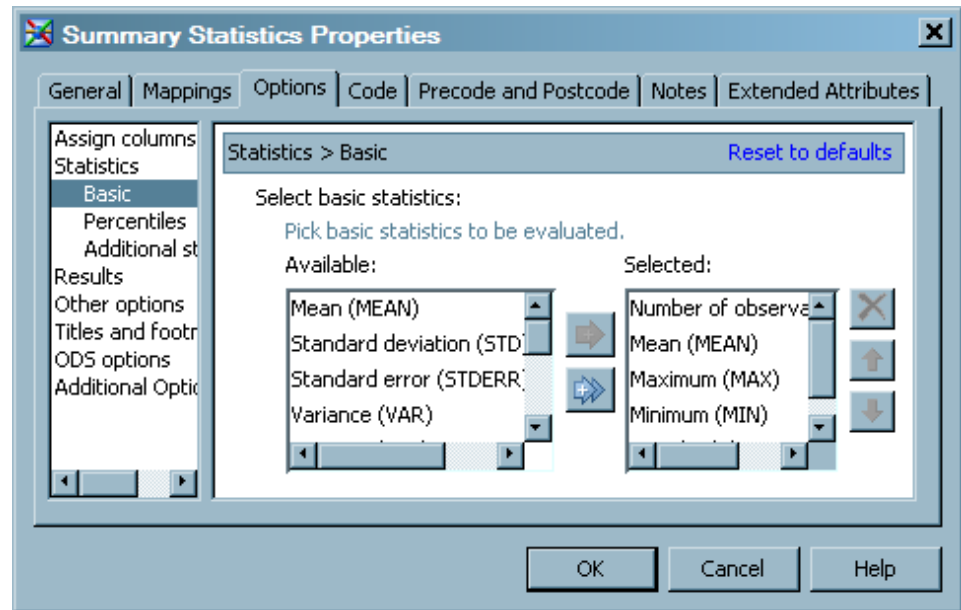 Summary Statistics Properties
General Mappings Options Code Precode and Postcode Notes Extended Attributes
Assign columns
Statistics
Basic
Percentiles
Additional st
Results
Other options
Titles and footr
ODS options
Additional Optic
Statistics > Basic Reset to defaults
Select basic statistics:
Pick basic statistics to be evaluated.
Available:
Mean (MEAN)
Standard deviation (STD
Standard error (STDERR)
Variance (VAR)
Selected:
Number of observa
Mean (MEAN)
Maximum (MAX)
Minimum (MIN)
OK Cancel Help